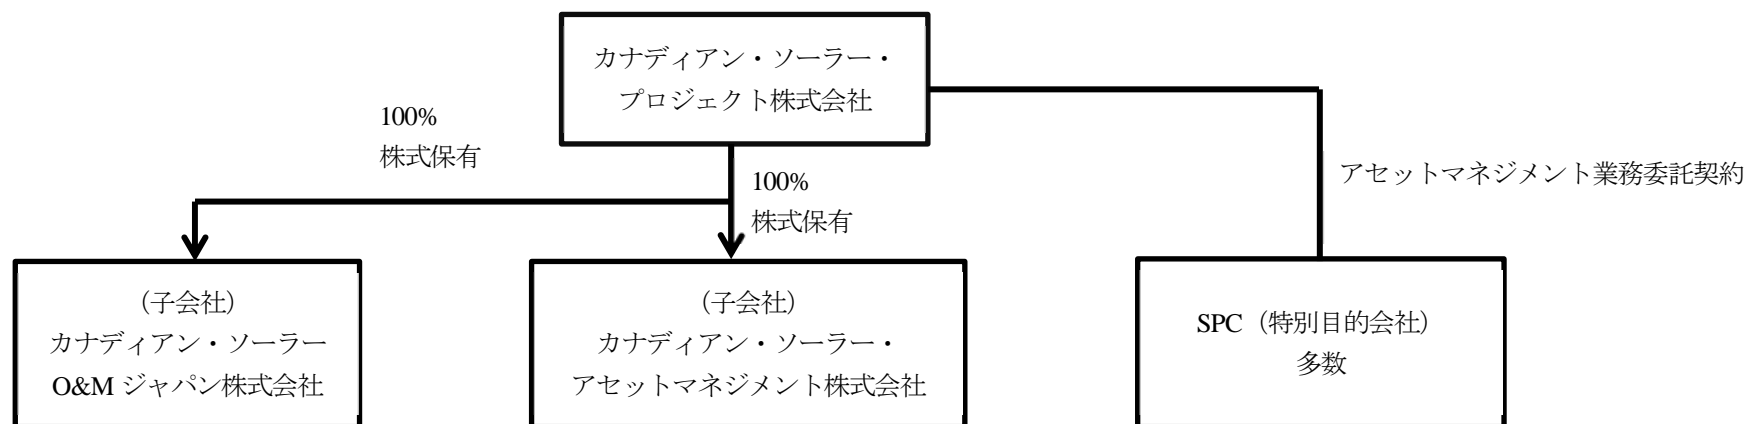 カナディアン・ソーラー・
プロジェクト株式会社
100%
株式保有
100%
株式保有
アセットマネジメント業務委託契約
(子会社)
カナディアン・ソーラー
O&M ジャパン株式会社
(子会社)
カナディアン・ソーラー・
アセットマネジメント株式会社
SPC（特別目的会社）
多数